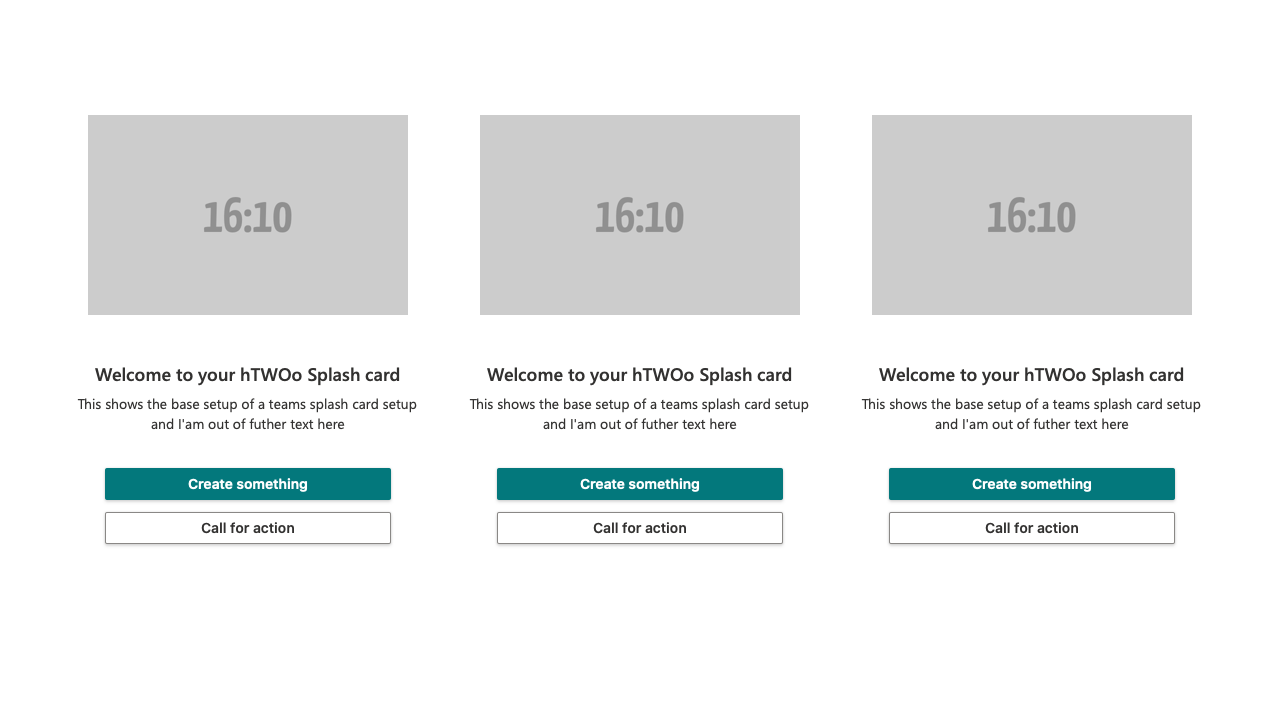 16:10
Welcome to your hTWOo Splash card
This shows the base setup of a teams splash card setup
and I'am out of futher text here
Create something
Call for action
16:10
Welcome to your hTWOo Splash card
This shows the base setup of a teams splash card setup
and I'am out of futher text here
Create something
Call for action
16:10
Welcome to your hTWOo Splash card
This shows the base setup of a teams splash card setup
and I'am out of futher text here
Create something
Call for action